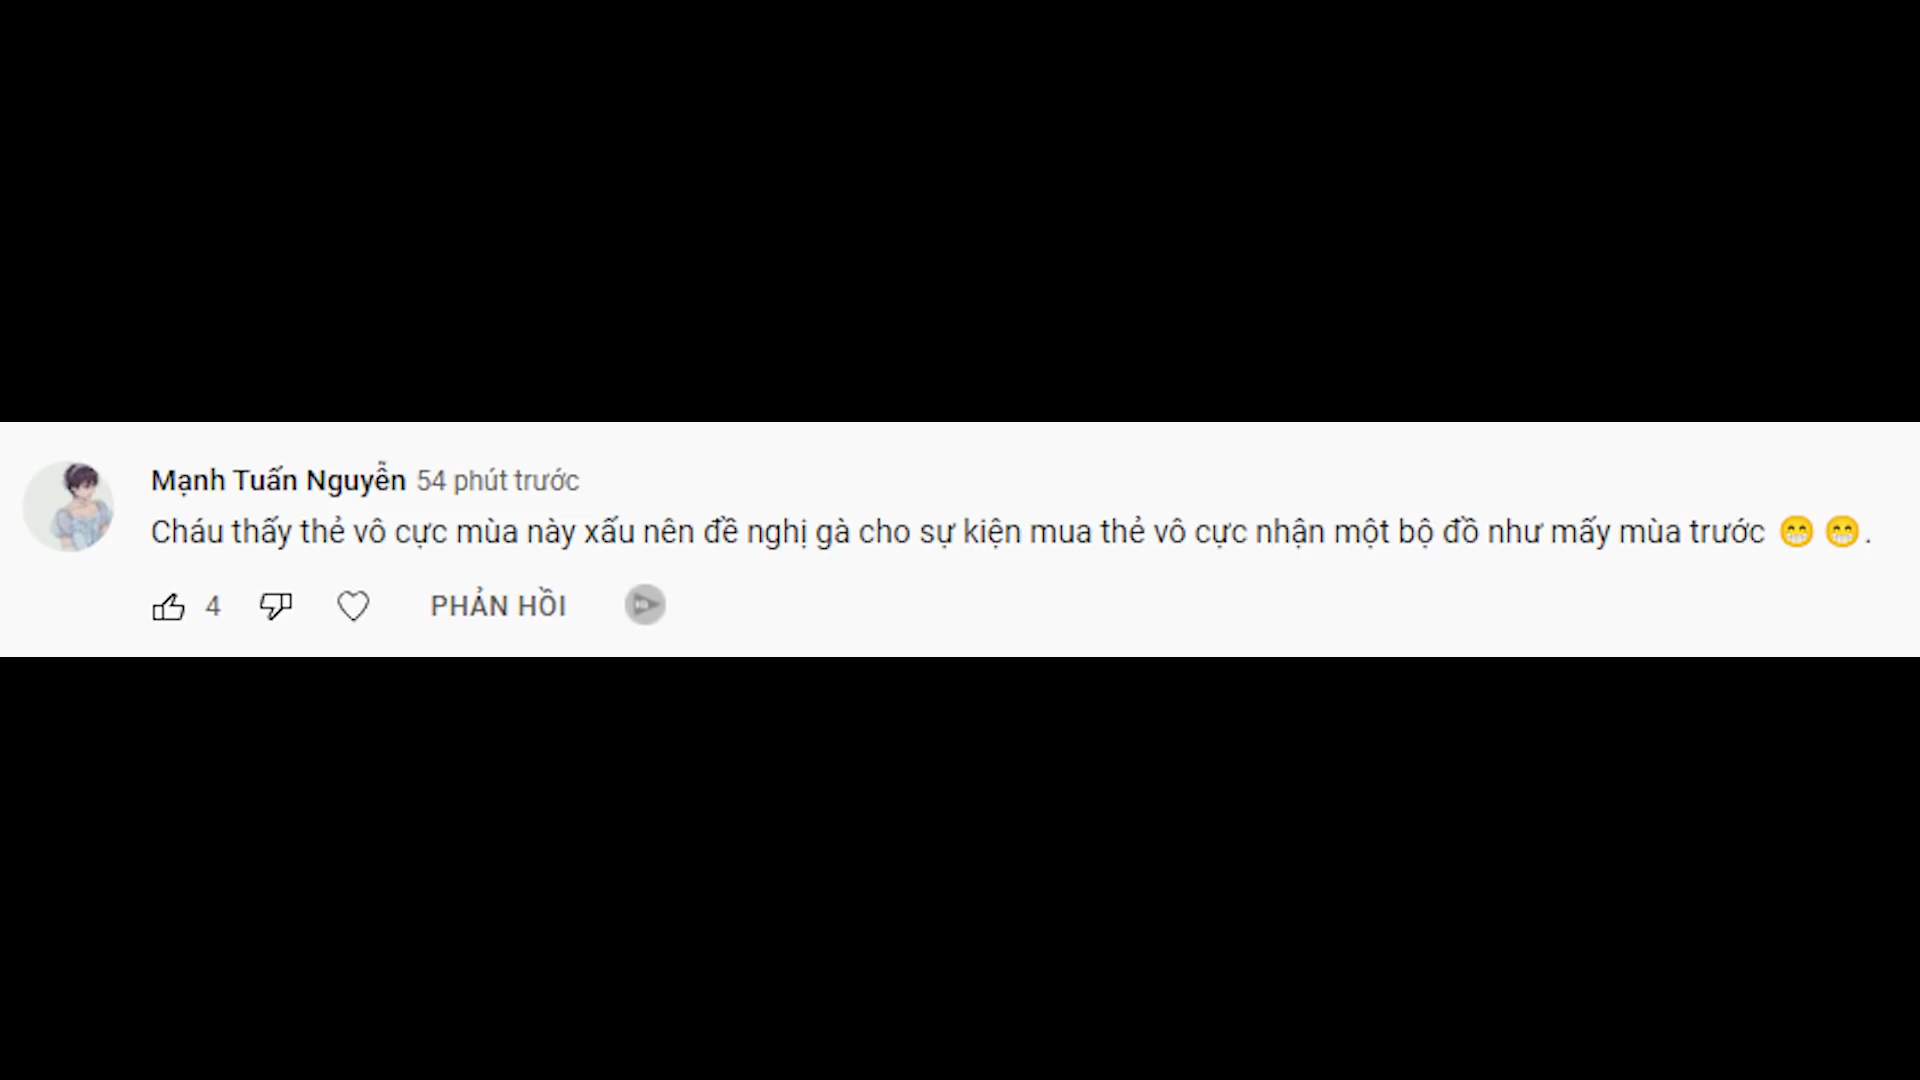 Mạnh Tuấn Nguyễn 54 phút trước
Cháu thấy thẻ vô cực mùa này xấu nên đề nghị gà cho sự kiện mua thẻ vô cực nhận một bộ đồ như mấy mùa trước 😁 😁.
4 PHẢN HỒI